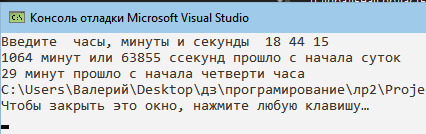 Консоль отладки Microsoft Visual Studio
Введите  часы, минуты и секунды  18 44 15
1064 минут или 63855 ссекунд прошло с начала суток
29 минут прошло с начала четверти часа
C:\Users\Валерий\Desktop\дз\програмирование\лр2\Proje
Чтобы закрыть это окно, нажмите любую клавишу…